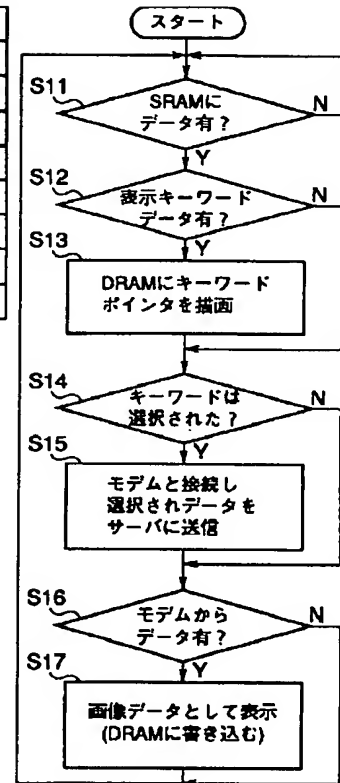 スタート
S11
SRAMに
データ有?
N
Y
S12
表示キーワード
データ有?
N
Y
S13
DRAMにキーワード
ポインタを描画
S14
キーワードは
選択された?
N
Y
S15
モデムと接続し
選択されデータを
サーバに送信
S16
モデムから
データ有?
N
Y
S17
画像データとして表示
(DRAMに書き込む)